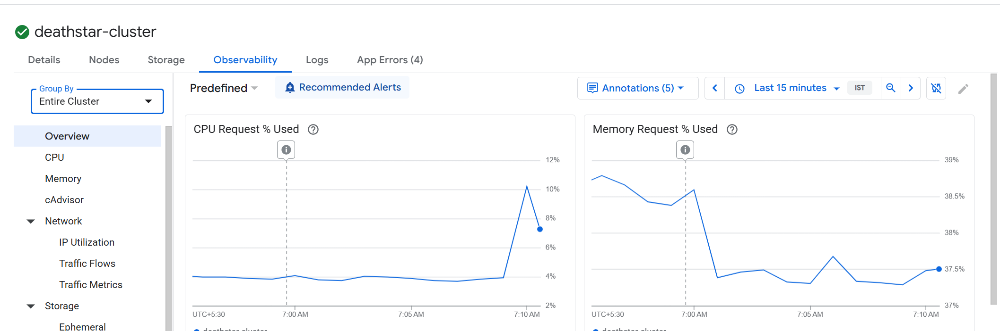 deathstar-cluster
Details Nodes Storage Observability Logs App Errors (4)
Group By
Entire Cluster
Predefined
Recommended Alerts
Annotations (5)
Last 15 minutes
IST
Overview
CPU
Memory
cAdvisor
Network
IP Utilization
Traffic Flows
Traffic Metrics
Storage
Ephemeral
CPU Request % Used
12%
10%
8%
6%
4%
2%
UTC+5:30 7:00 AM 7:05 AM 7:10 AM
deathstar-cluster
Memory Request % Used
39%
38.5%
38%
37.5%
37%
UTC+5:30 7:00 AM 7:05 AM 7:10 AM
deathstar-cluster